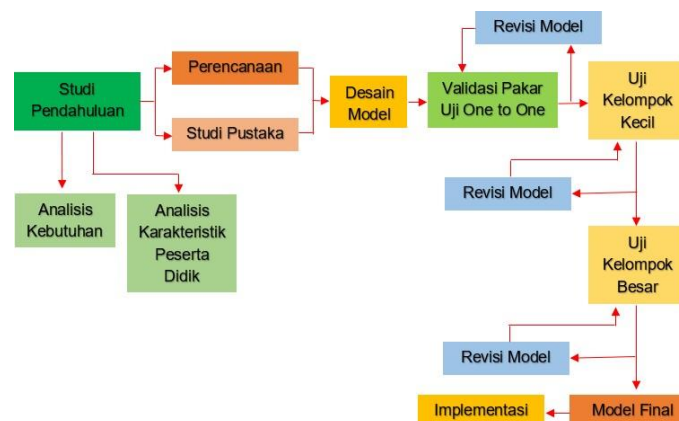 Revisi Model
Studi
Pendahuluan
Perencanaan
Studi Pustaka
Desain
Model
Validasi Pakar
Uji One to One
Uji
Kelompok
Kecil
Analisis
Kebutuhan
Analisis
Karakteristik
Peserta
Didik
Revisi Model
Uji
Kelompok
Besar
Revisi Model
Implementasi
Model Final